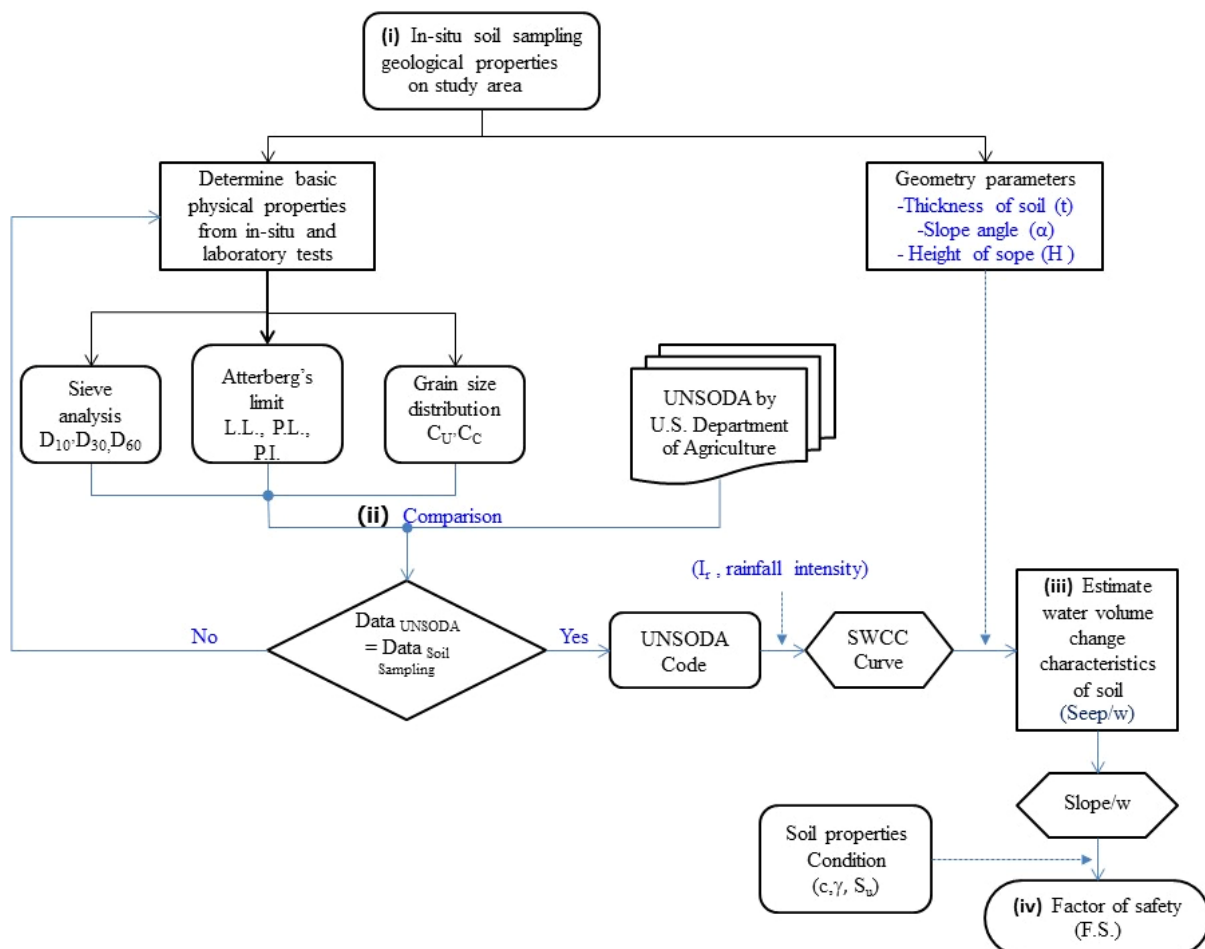 (i) In-situ soil sampling
geological properties
on study area
Determine basic
physical properties
from in-situ and
laboratory tests
Geometry parameters
-Thickness of soil (t)
-Slope angle (α)
- Height of sope (H )
Sieve
analysis
D10,D30,D60
Atterberg’s
limit
L.L., P.L.,
P.I.
Grain size
distribution
CU,CC
UNSODA by
U.S. Department
of Agriculture
(ii) Comparison
(Ir , rainfall intensity)
No
Data UNSODA
= Data Soil
Sampling
Yes
UNSODA
Code
SWCC
Curve
(iii) Estimate
water volume
change
characteristics
of soil
(Seep/w)
Slope/w
Soil properties
Condition
(c,γ, Su)
(iv) Factor of safety
(F.S.)